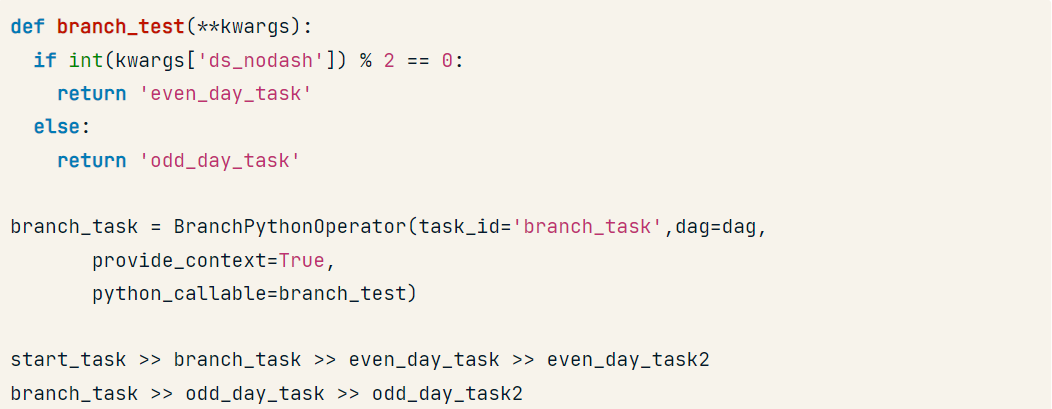 def branch_test(**kwargs):
  if int(kwargs['ds_nodash']) % 2 == 0:
    return 'even_day_task'
  else:
    return 'odd_day_task'

branch_task = BranchPythonOperator(task_id='branch_task',dag=dag,
       provide_context=True,
       python_callable=branch_test)

start_task >> branch_task >> even_day_task >> even_day_task2
branch_task >> odd_day_task >> odd_day_task2